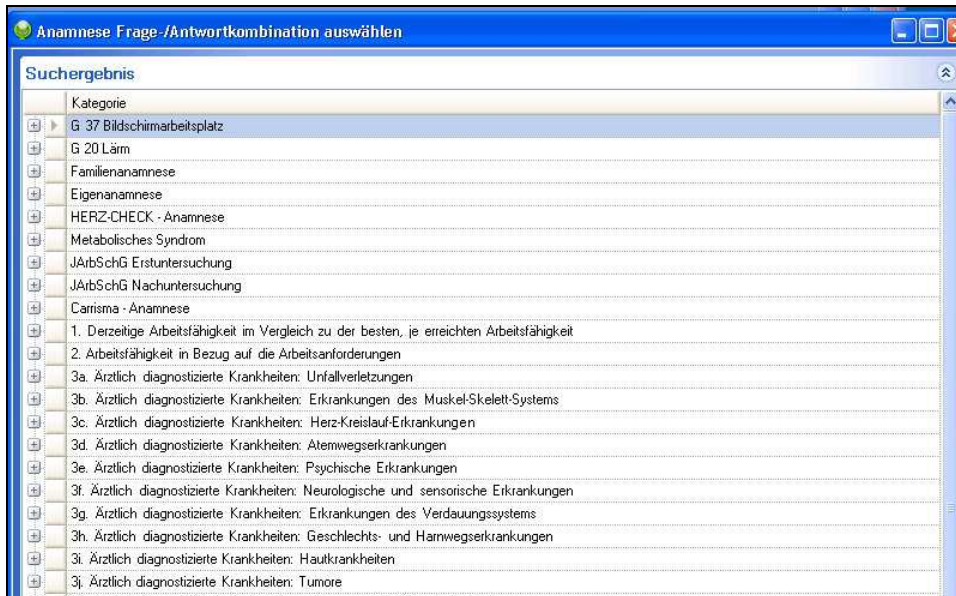 Anamnese Frage-/Antwortkombination auswählen
Suchergebnis
Kategorie
G 37 Bildschirmarbeitsplatz
G 20 Lärm
Familienanamnese
Eigenanamnese
HERZ-CHECK - Anamnese
Metabolisches Syndrom
JArbSchG Erstuntersuchung
JArbSchG Nachuntersuchung
Carrisma - Anamnese
1. Derzeitige Arbeitsfähigkeit im Vergleich zu der besten, je erreichten Arbeitsfähigkeit
2. Arbeitsfähigkeit in Bezug auf die Arbeitsanforderungen
3a. Ärztlich diagnostizierte Krankheiten: Unfallverletzungen
3b. Ärztlich diagnostizierte Krankheiten: Erkrankungen des Muskel-Skelett-Systems
3c. Ärztlich diagnostizierte Krankheiten: Herz-Kreislauf-Erkrankungen
3d. Ärztlich diagnostizierte Krankheiten: Atemwegserkrankungen
3e. Ärztlich diagnostizierte Krankheiten: Psychische Erkrankungen
3f. Ärztlich diagnostizierte Krankheiten: Neurologische und sensorische Erkrankungen
3g. Ärztlich diagnostizierte Krankheiten: Erkrankungen des Verdauungssystems
3h. Ärztlich diagnostizierte Krankheiten: Geschlechts- und Harnwegserkrankungen
3i. Ärztlich diagnostizierte Krankheiten: Hautkrankheiten
3j. Ärztlich diagnostizierte Krankheiten: Tumore